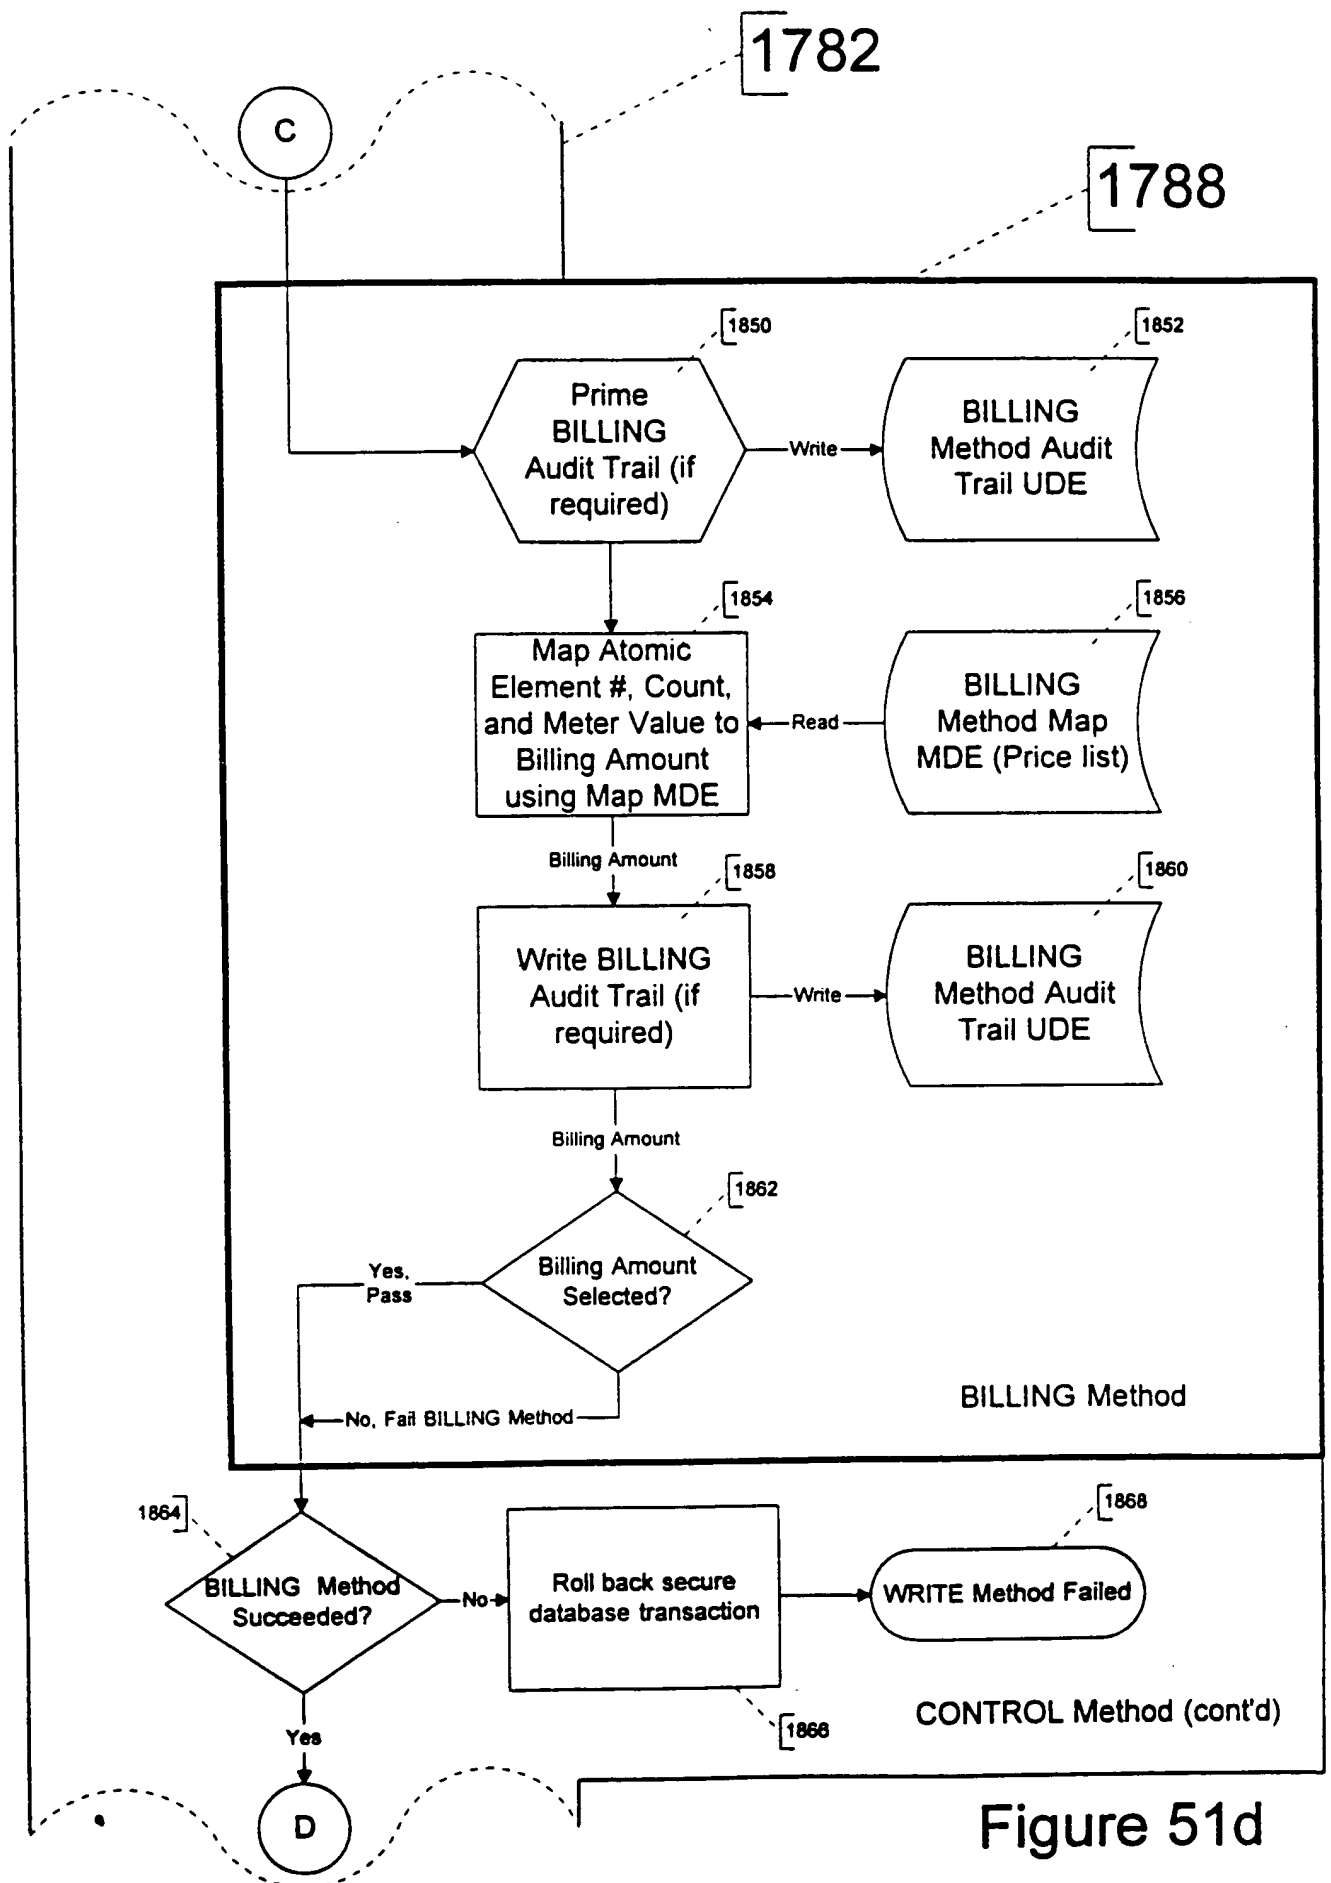 1782
C
1788
1850
1852
Prime
BILLING
Audit Trail (if
required)
Write
BILLING
Method Audit
Trail UDE
1854
1856
Map Atomic
Element #, Count,
and Meter Value to
Billing Amount
using Map MDE
Read
BILLING
Method Map
MDE (Price list)
Billing Amount
1858
1860
Write BILLING
Audit Trail (if
required)
Write
BILLING
Method Audit
Trail UDE
Billing Amount
1862
Billing Amount
Selected?
Yes,
Pass
No, Fail BILLING Method
BILLING Method
1864
1868
BILLING Method
Succeeded?
No
Roll back secure
database transaction
WRITE Method Failed
1866
CONTROL Method (cont'd)
Yes
D
Figure 51d